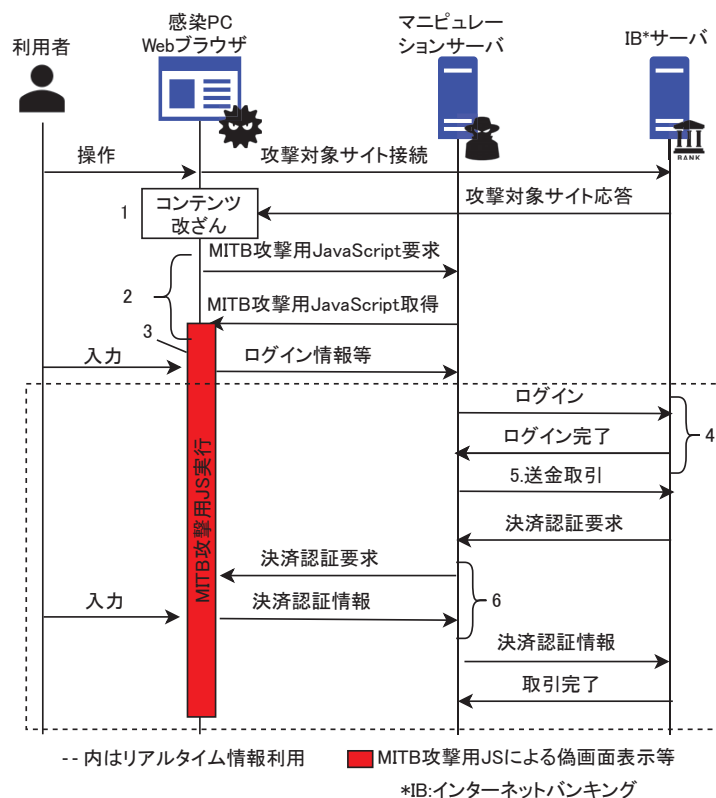 利用者
感染PC
Webブラウザ
マニピュレー
ションサーバ
IB*サーバ
BANK
操作
攻撃対象サイト接続
攻撃対象サイト応答
1
コンテンツ
改ざん
MITB攻撃用JavaScript要求
2
MITB攻撃用JavaScript取得
3
入力
ログイン情報等
ログイン
4
ログイン完了
5.送金取引
MITB攻撃用JS実行
決済認証要求
決済認証要求
6
入力
決済認証情報
決済認証情報
取引完了
-- 内はリアルタイム情報利用
MITB攻撃用JSによる偽画面表示等
*IB:インターネットバンキング